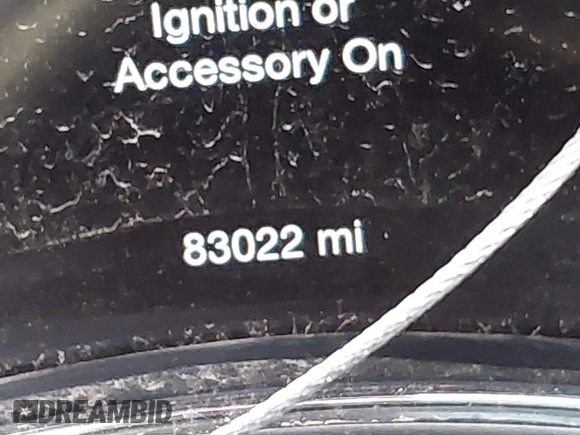 Ignition or
Accessory On
83022 mi
DREAMBID